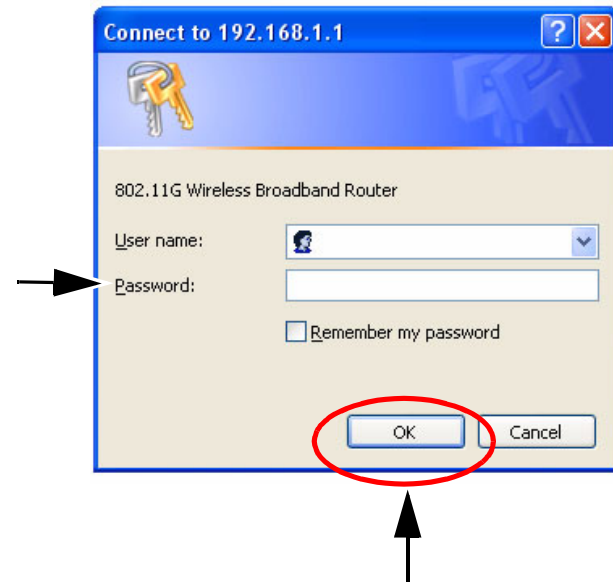 Connect to 192.168.1.1
802.11G Wireless Broadband Router
User name:
Password:
Remember my password
OK Cancel